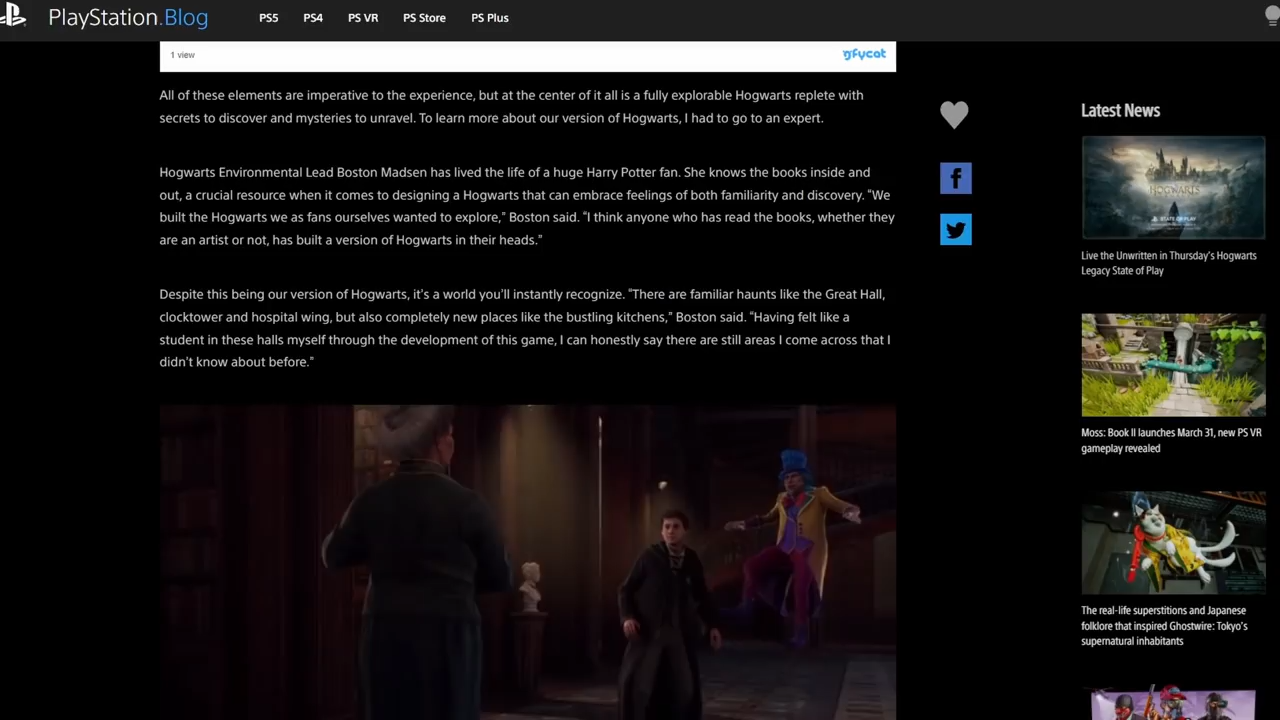 PlayStation.Blog
PS5
PS4
PS VR
PS Store
PS Plus
1 view
gfycat
All of these elements are imperative to the experience, but at the center of it all is a fully explorable Hogwarts replete with
secrets to discover and mysteries to unravel. To learn more about our version of Hogwarts, I had to go to an expert.
Hogwarts Environmental Lead Boston Madsen has lived the life of a huge Harry Potter fan. She knows the books inside and
out, a crucial resource when it comes to designing a Hogwarts that can embrace feelings of both familiarity and discovery. “We
built the Hogwarts we as fans ourselves wanted to explore,” Boston said. “I think anyone who has read the books, whether they
are an artist or not, has built a version of Hogwarts in their heads.”
Despite this being our version of Hogwarts, it’s a world you’ll instantly recognize. “There are familiar haunts like the Great Hall,
clocktower and hospital wing, but also completely new places like the bustling kitchens,” Boston said. “Having felt like a
student in these halls myself through the development of this game, I can honestly say there are still areas I come across that I
didn’t know about before.”
Latest News
HOGWARTS
STATE OF PLAY
Live the Unwritten in Thursday’s Hogwarts
Legacy State of Play
Moss: Book II launches March 31, new PS VR
gameplay revealed
The real-life superstitions and Japanese
folklore that inspired Ghostwire: Tokyo’s
supernatural inhabitants